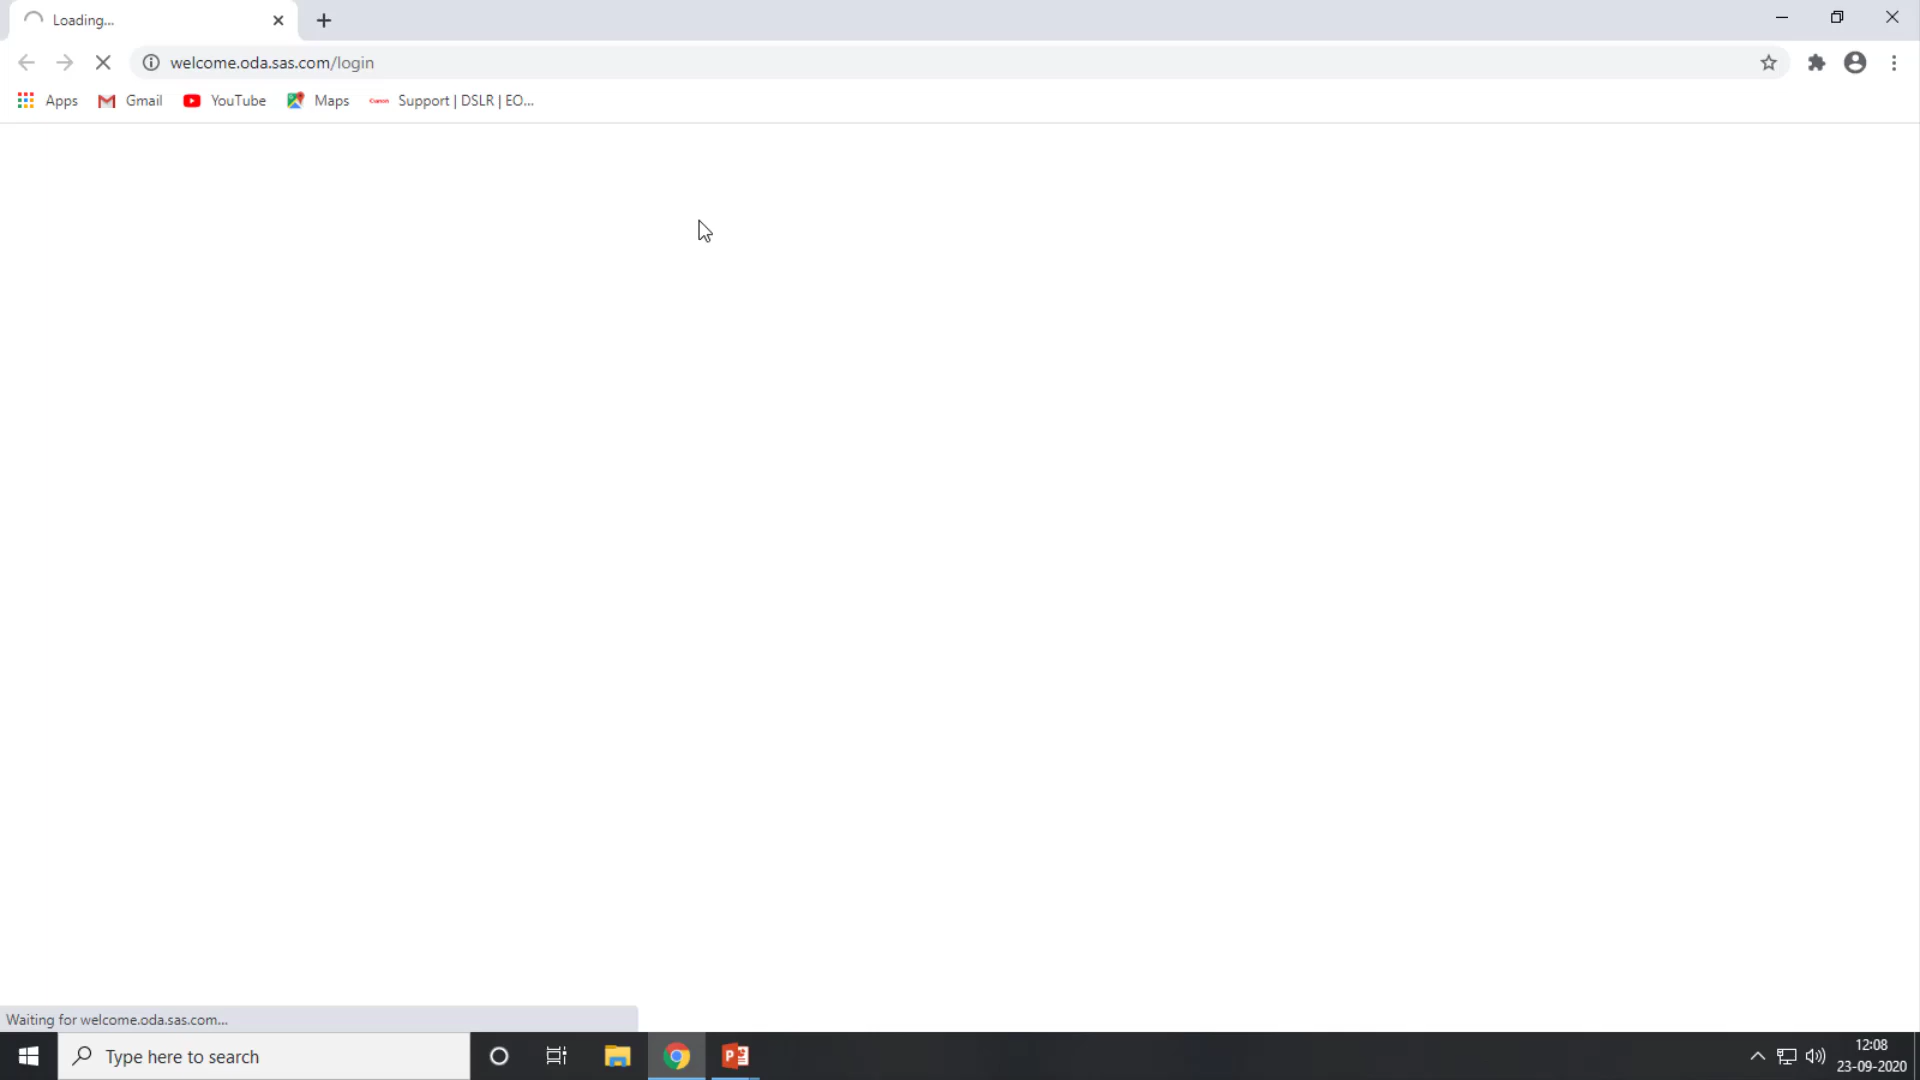 Loading...
welcome.oda.sas.com/login
Apps Gmail YouTube Maps Canon Support | DSLR | EO...
Waiting for welcome.oda.sas.com...
Type here to search
12:08
23-09-2020